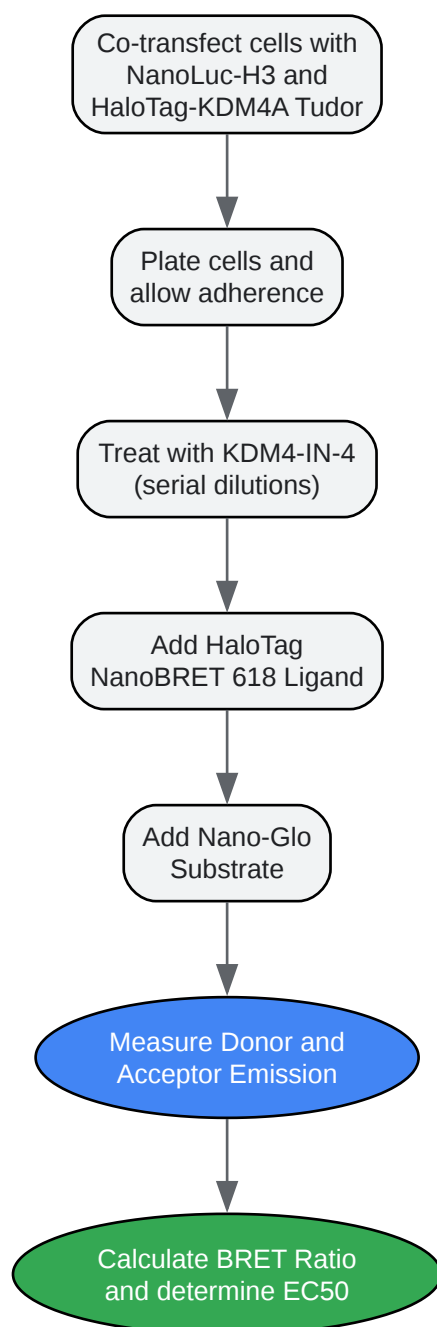 Co-transfect cells with
NanoLuc-H3 and
HaloTag-KDM4A Tudor
Plate cells and
allow adherence
Treat with KDM4-IN-4
(serial dilutions)
Add HaloTag
NanoBRET 618 Ligand
Add Nano-Glo
Substrate
Measure Donor and
Acceptor Emission
Calculate BRET Ratio
and determine EC50